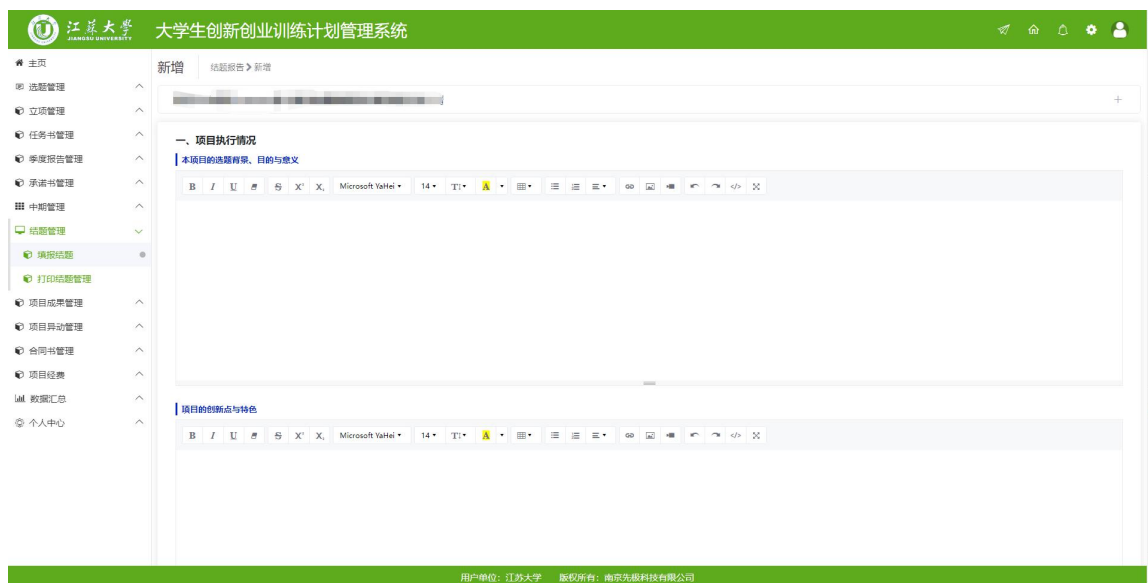 江苏大学 大学生创新创业训练计划管理系统
JIANGSU UNIVERSITY
主页
选题管理
立项管理
任务书管理
季度报告管理
承诺书管理
中期管理
结题管理
填报结题
打印结题管理
项目成果管理
项目异动管理
合同书管理
项目经费
数据汇总
个人中心
新增 结题报告 > 新增
一、项目执行情况
本项目的选题背景、目的与意义
B I U S X² X₂ Microsoft YaHei 14 TI A </>
项目的创新点与特色
B I U S X² X₂ Microsoft YaHei 14 TI A </>
用户单位：江苏大学 版权所有：南京先极科技有限公司